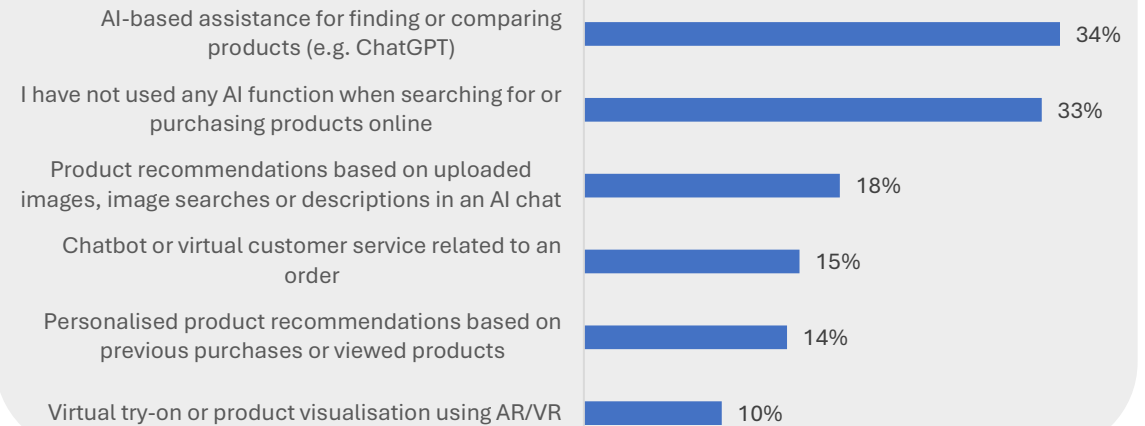 AI-based assistance for finding or comparing
products (e.g. ChatGPT)
34%
I have not used any AI function when searching for or
purchasing products online
33%
Product recommendations based on uploaded
images, image searches or descriptions in an AI chat
18%
Chatbot or virtual customer service related to an
order
15%
Personalised product recommendations based on
previous purchases or viewed products
14%
Virtual try-on or product visualisation using AR/VR
10%